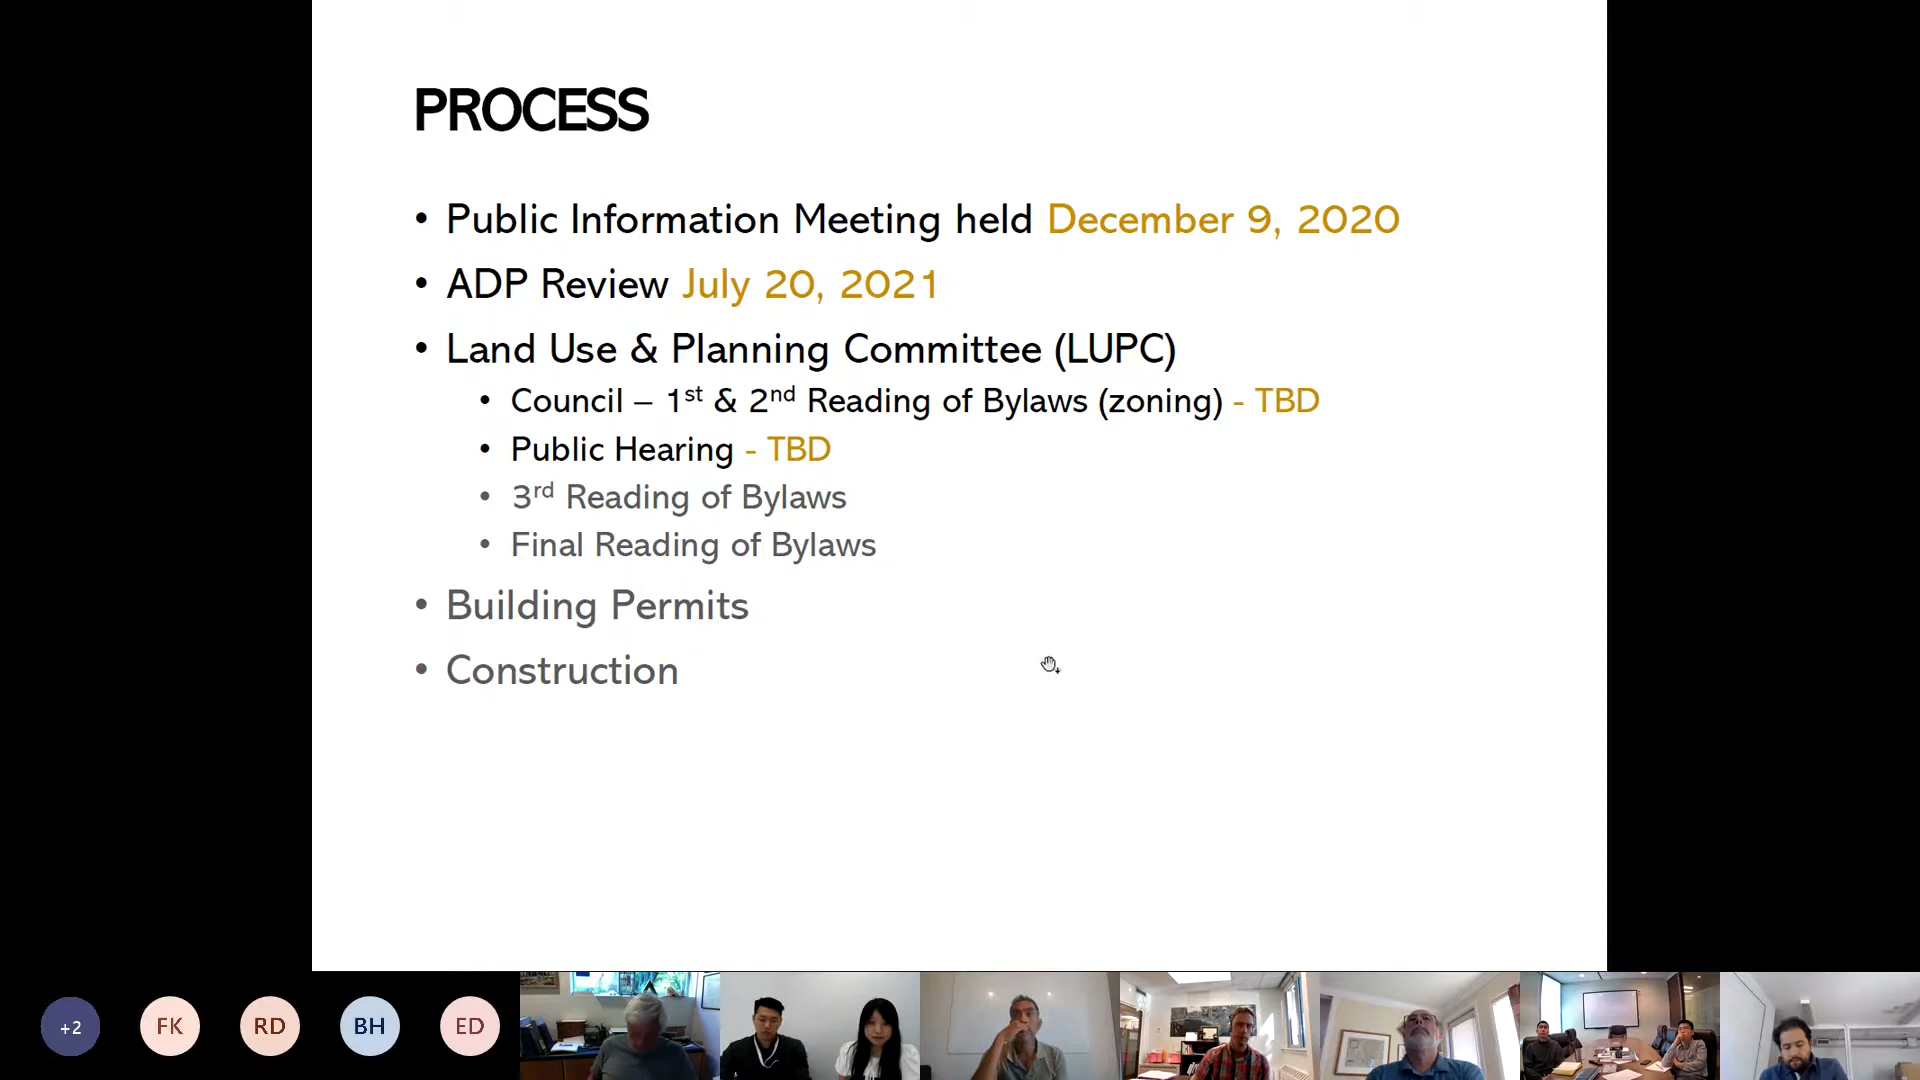 PROCESS
• Public Information Meeting held December 9, 2020
• ADP Review July 20, 2021
• Land Use & Planning Committee (LUPC)
• Council – 1st & 2nd Reading of Bylaws (zoning) - TBD
• Public Hearing - TBD
• 3rd Reading of Bylaws
• Final Reading of Bylaws
• Building Permits
• Construction
+2 FK RD BH ED